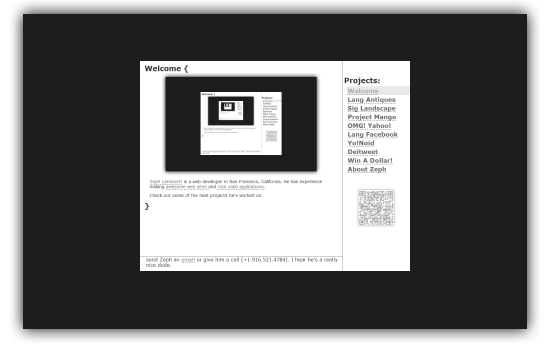 Welcome {
Zeph Lafassett is a web developer in San Francisco, California. He has experience
making awesome web sites and rock solid applications.
Check out some of the neat projects he's worked on.
}
send Zeph an email or give him a call (+1.916.521.4784). I hear he's a really
nice dude.
Projects:
Welcome
Lang Antiques
Sig Landscape
Project Mango
OMG! Yahoo!
Lang Facebook
Yo!Noid
Deitweet
Win A Dollar!
About Zeph